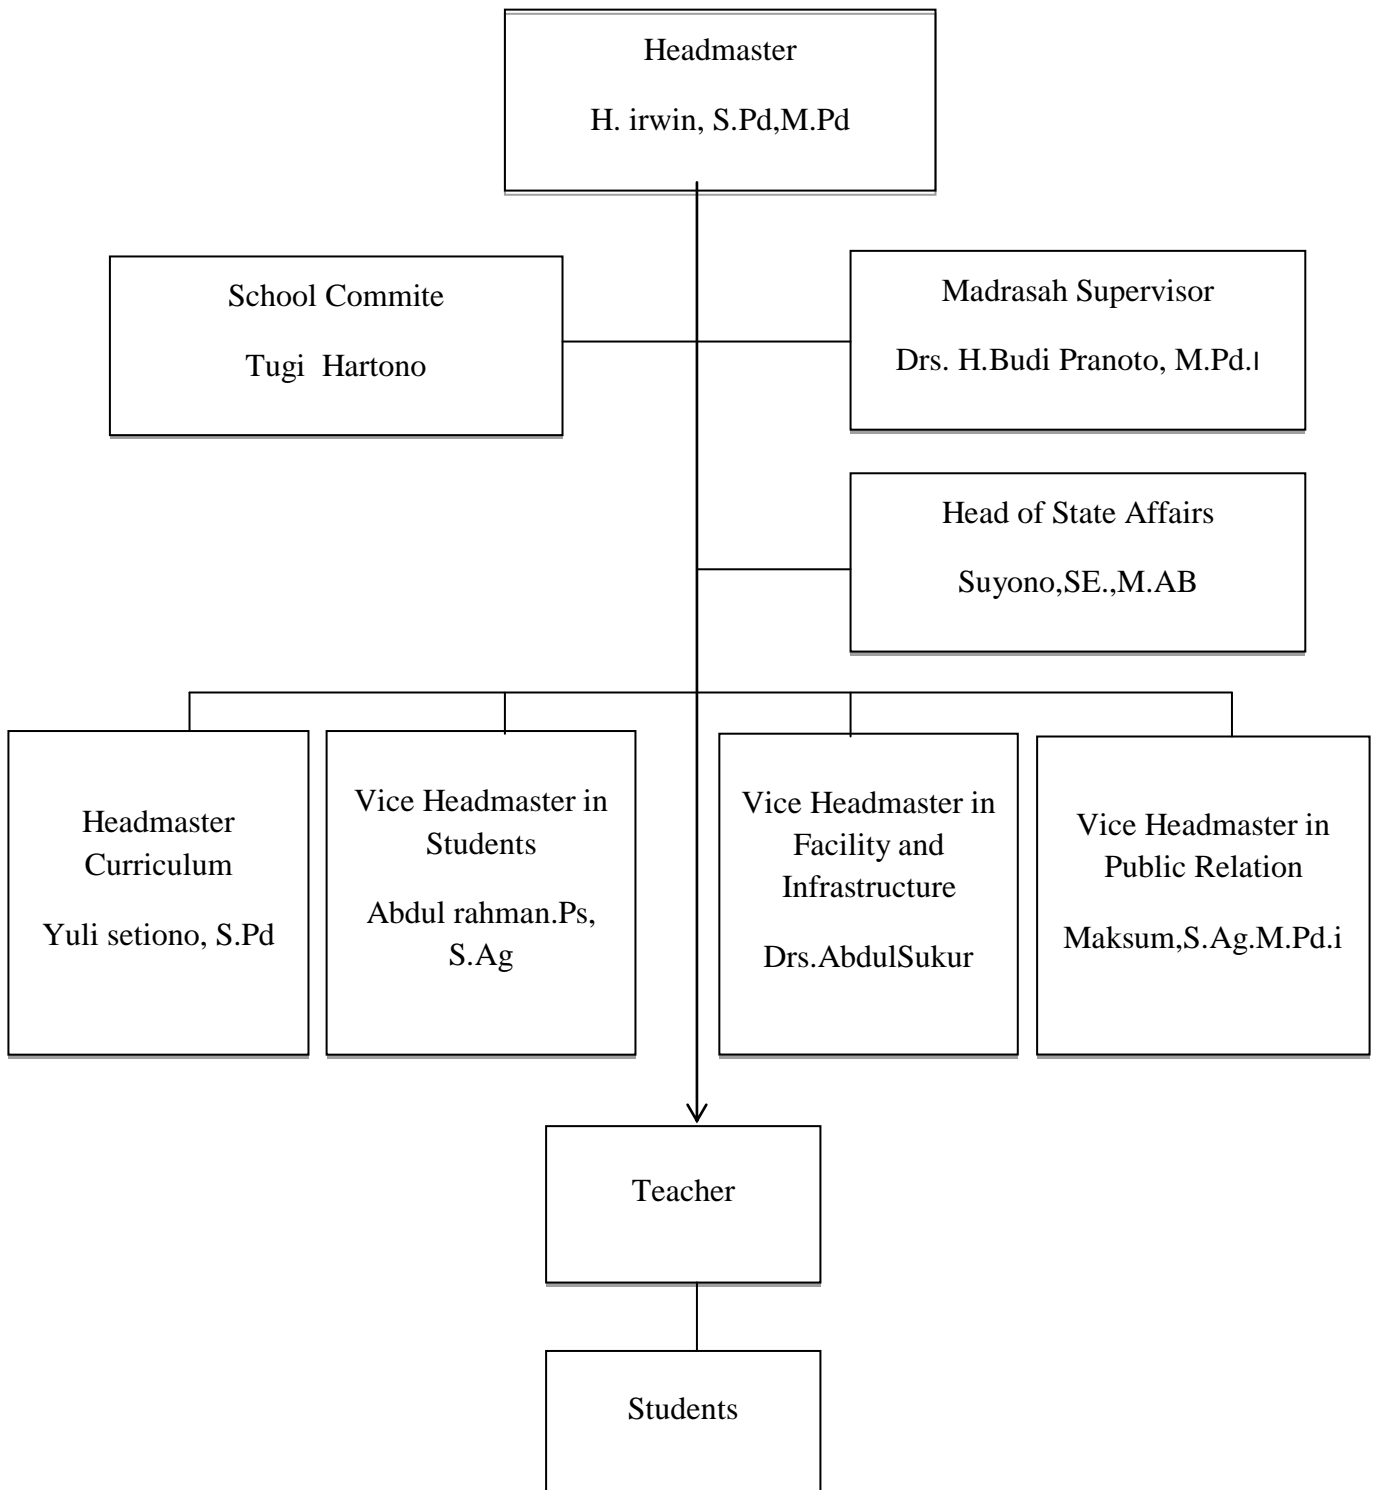 Headmaster
H. irwin, S.Pd,M.Pd
School Commite
Tugi  Hartono
Madrasah Supervisor
Drs. H.Budi Pranoto, M.Pd.I
Head of State Affairs
Suyono,SE.,M.AB
Headmaster
Curriculum
Yuli setiono, S.Pd
Vice Headmaster in
Students
Abdul rahman.Ps,
S.Ag
Vice Headmaster in
Facility and
Infrastructure
Drs.AbdulSukur
Vice Headmaster in
Public Relation
Maksum,S.Ag.M.Pd.i
Teacher
Students